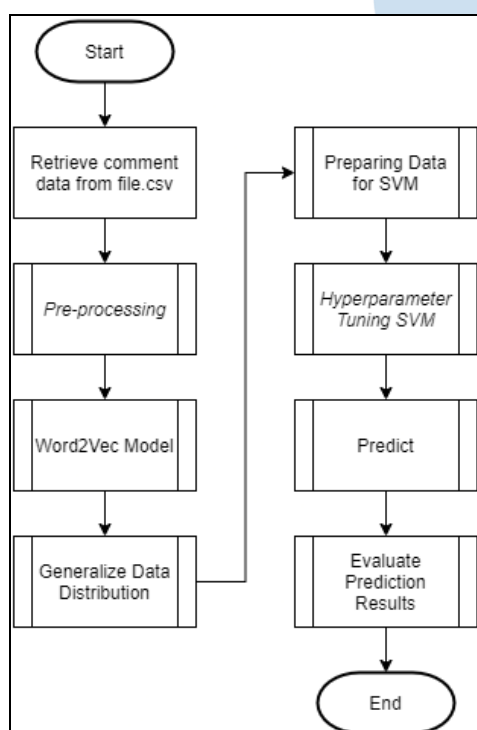 Start
Retrieve comment
data from file.csv
Pre-processing
Word2Vec Model
Generalize Data
Distribution
Preparing Data
for SVM
Hyperparameter
Tuning SVM
Predict
Evaluate
Prediction
Results
End